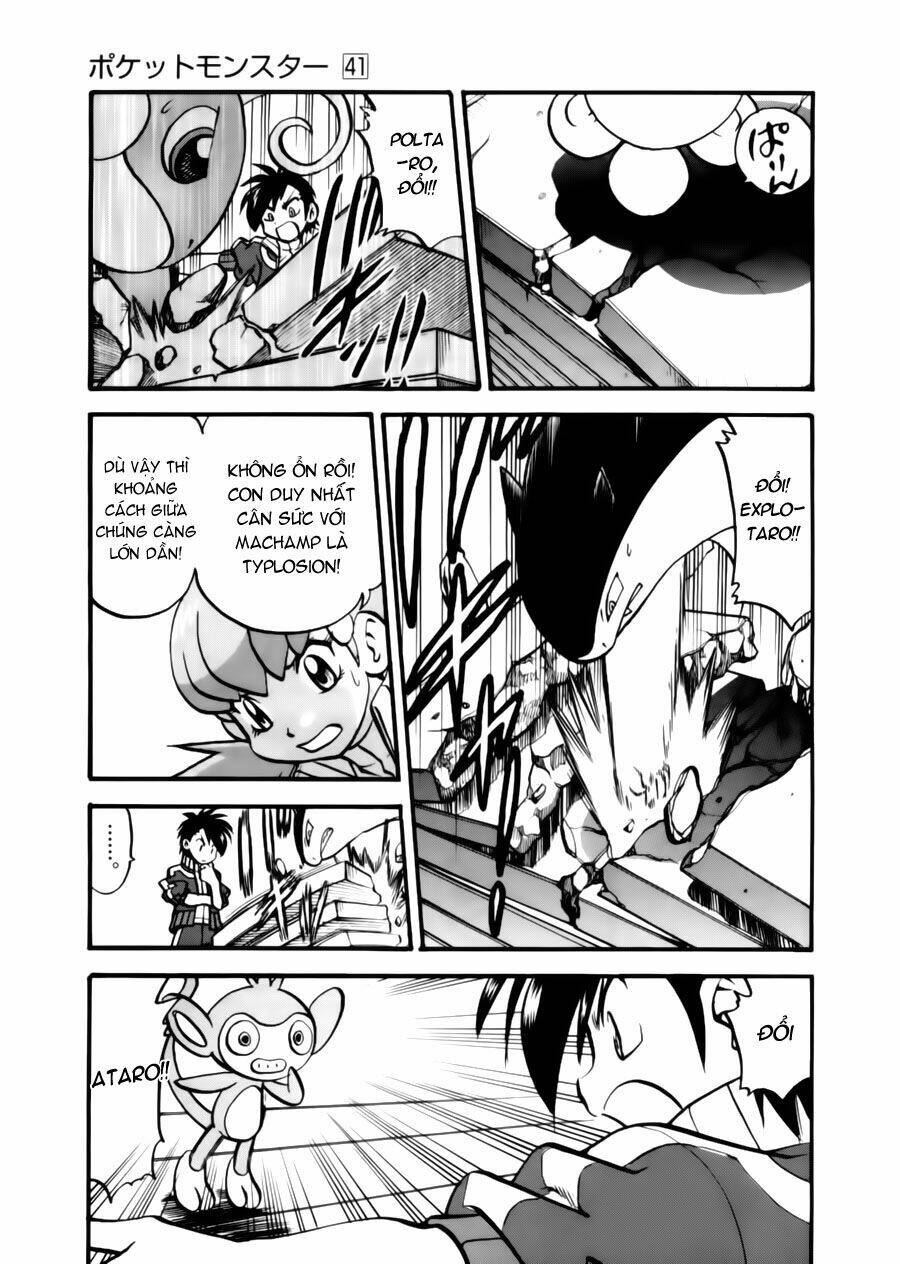 ポケットモンスター 41
ぱぃん
POLTA
-RO,
ĐỔI!!
ĐỔI!
EXPLO-
TARO!!
KHÔNG ỔN RỒI!
CON DUY NHẤT
CÂN SỨC VỚI
MACHAMP LÀ
TYPLOSION!
DÙ VẬY THÌ
KHOẢNG
CÁCH GIỮA
CHÚNG CÀNG
LỚN DẦN!
........
ĐỔI
ATARO!!